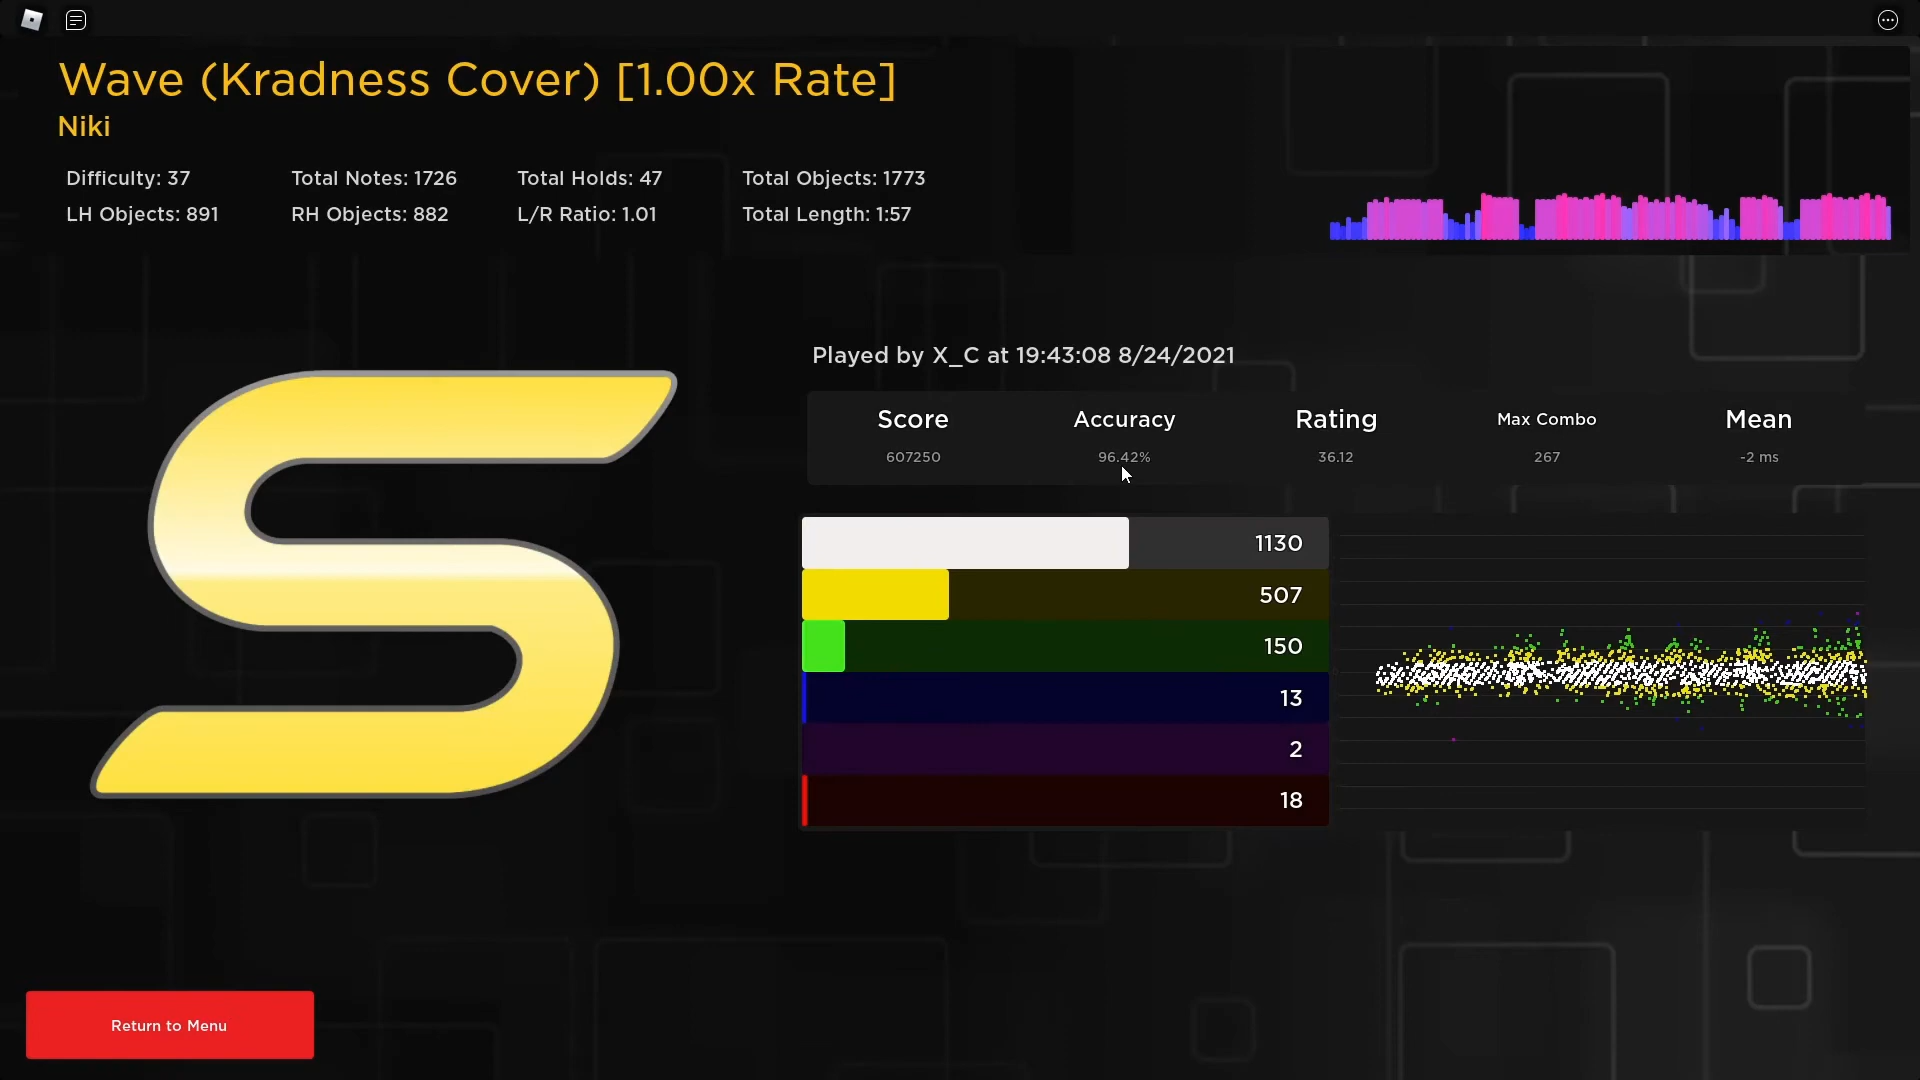 Wave (Kradness Cover) [1.00x Rate]
Niki
Difficulty: 37 Total Notes: 1726 Total Holds: 47 Total Objects: 1773
LH Objects: 891 RH Objects: 882 L/R Ratio: 1.01 Total Length: 1:57
Played by X_C at 19:43:08 8/24/2021
Score Accuracy Rating Max Combo Mean
607250 96.42% 36.12 267 -2 ms
S
1130
507
150
13
2
18
Return to Menu